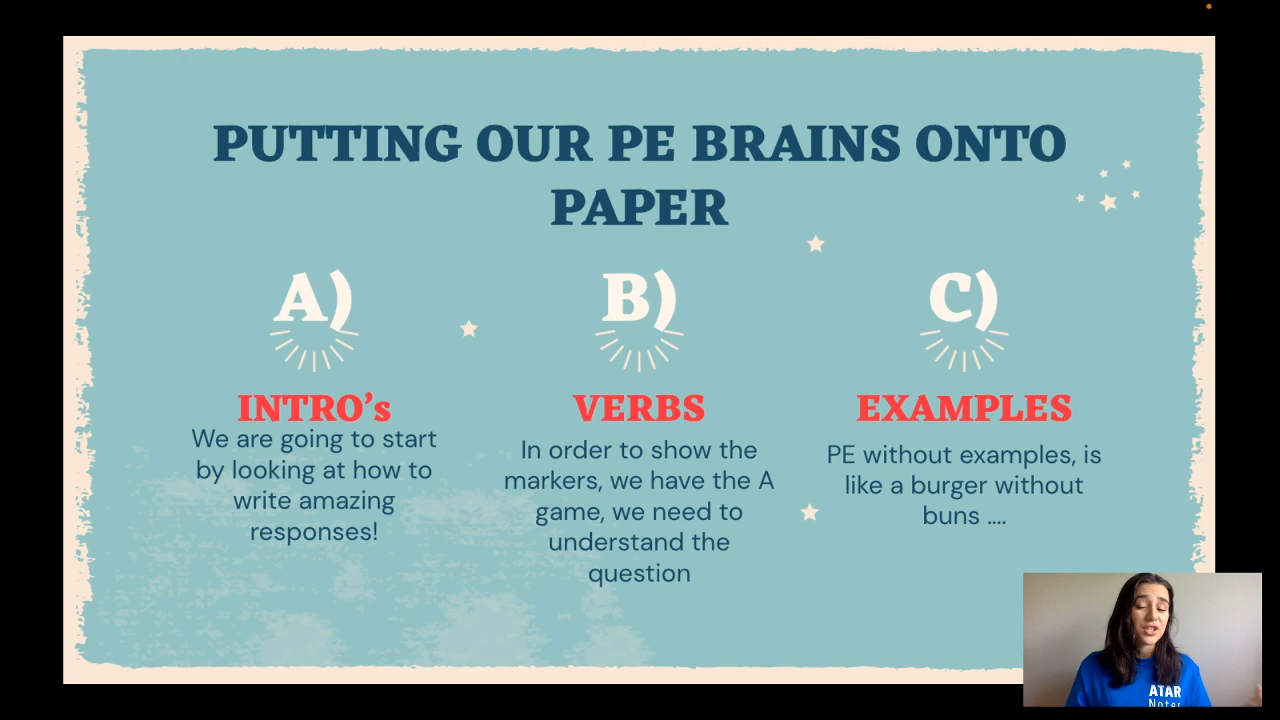 PUTTING OUR PE BRAINS ONTO
PAPER
A)
INTRO's
We are going to start
by looking at how to
write amazing
responses!
B)
VERBS
In order to show the
markers, we have the A
game, we need to
understand the
question
C)
EXAMPLES
PE without examples, is
like a burger without
buns ....
ATAR
Notes